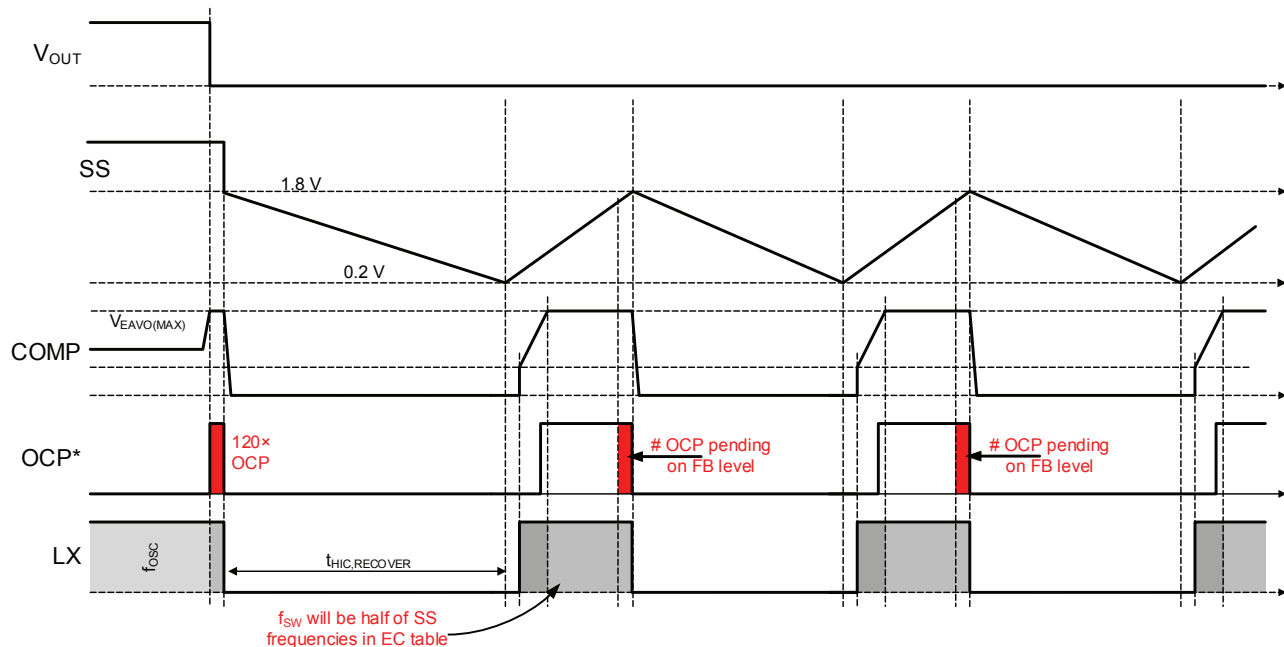 VOUT
SS
1.8 V
0.2 V
VEAVO(MAX)
COMP
120×
OCP
# OCP pending
on FB level
# OCP pending
on FB level
OCP*
fOSC
LX
tHIC,RECOVER
fSW will be half of SS
frequencies in EC table